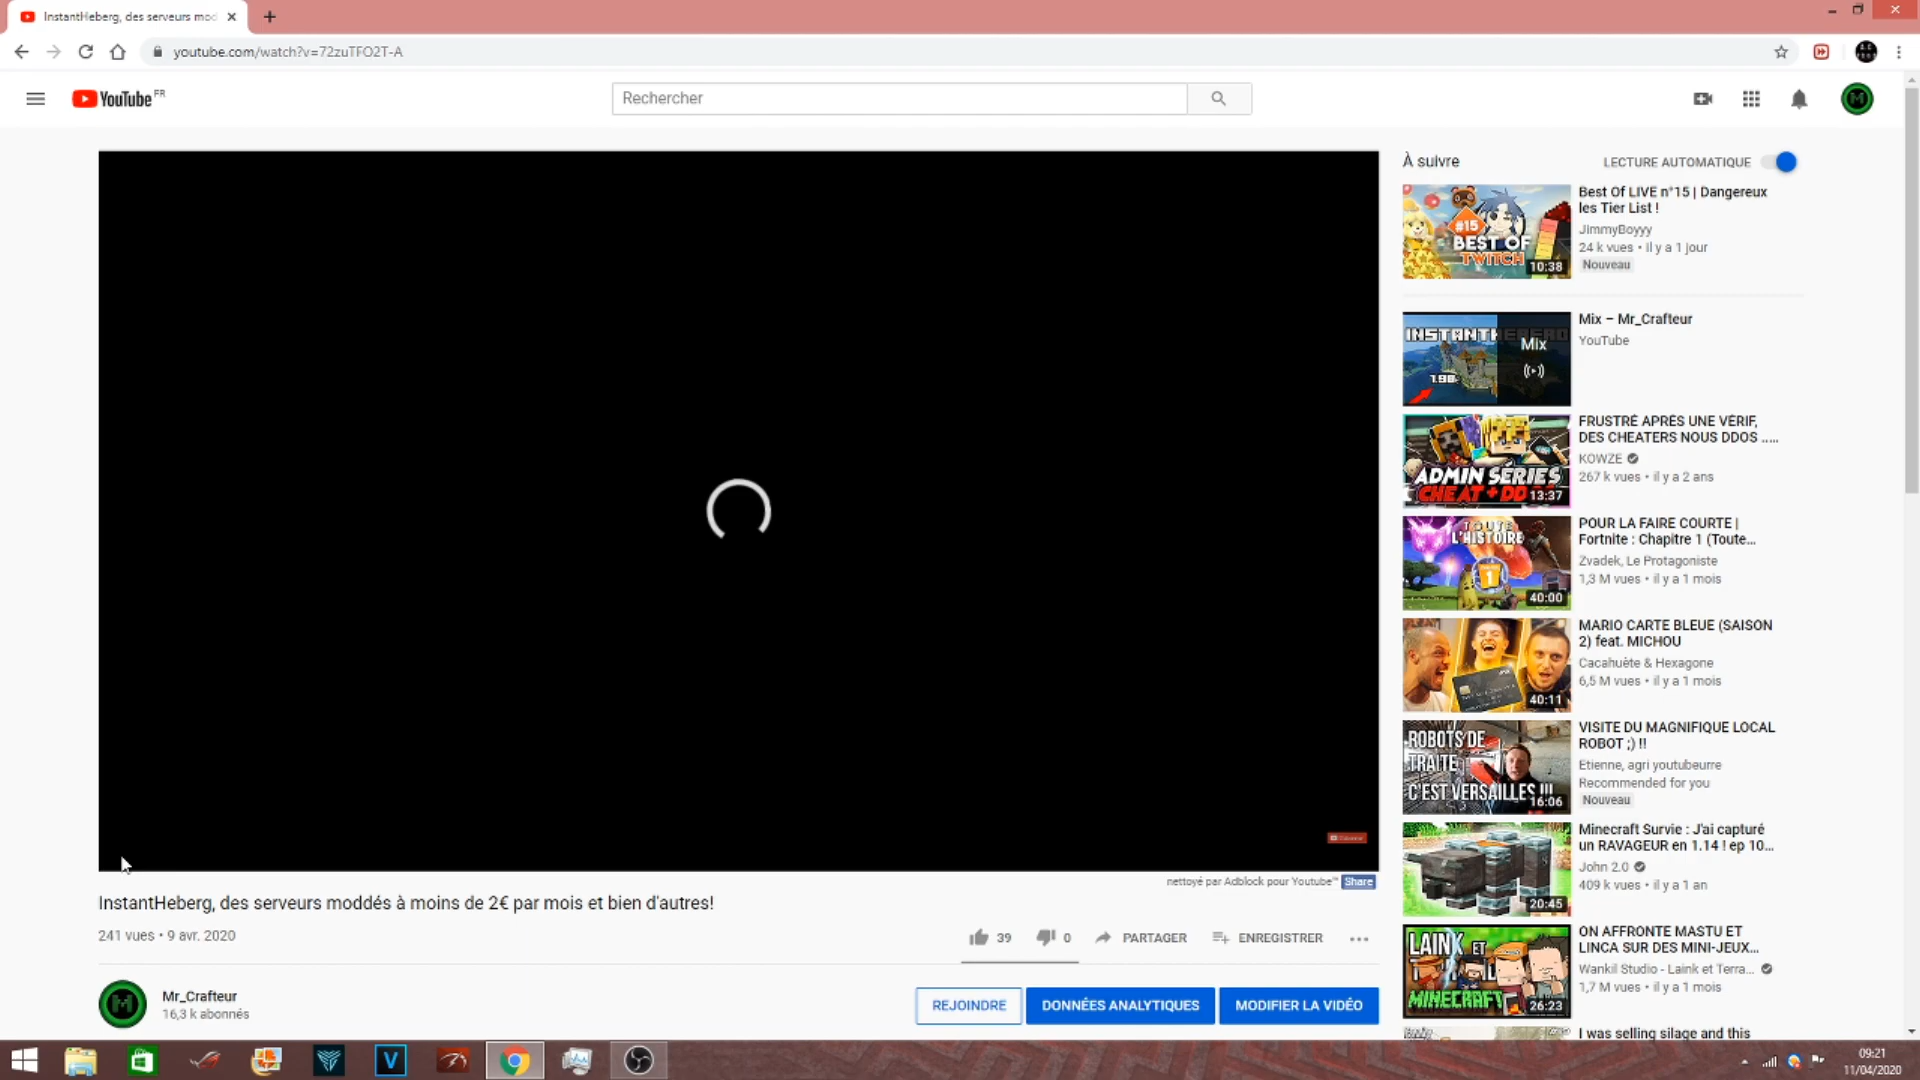 InstantHeberg, des serveurs mod
youtube.com/watch?v=72zuTFO2T-A
YouTube FR
Rechercher
À suivre
LECTURE AUTOMATIQUE
#15
BEST OF
TWITCH
10:38
Best Of LIVE n°15 | Dangereux
les Tier List !
JimmyBoyyy
24 k vues • il y a 1 jour
Nouveau
Mix
Mix – Mr_Crafteur
YouTube
ADMIN SÉRIES
13:37
FRUSTRÉ APRÈS UNE VÉRIF,
DES CHEATERS NOUS DDOS .....
KOWZE
267 k vues • il y a 2 ans
TOUTE
L'HISTOIRE
1
40:00
POUR LA FAIRE COURTE |
Fortnite : Chapitre 1 (Toute...
Zvadek, Le Protagoniste
1,3 M vues • il y a 1 mois
40:11
MARIO CARTE BLEUE (SAISON
2) feat. MICHOU
Cacahuète & Hexagone
6,5 M vues • il y a 1 mois
ROBOTS DE
TRAITE
C'EST VERSAILLES !!!
16:06
VISITE DU MAGNIFIQUE LOCAL
ROBOT ;) !!
Etienne, agri youtubeurre
Recommended for you
Nouveau
20:45
Minecraft Survie : J'ai capturé
un RAVAGEUR en 1.14 ! ep 10...
John 2.0
409 k vues • il y a 1 an
LAINK ET
MINECRAFT
26:23
ON AFFRONTE MASTU ET
LINCA SUR DES MINI-JEUX...
Wankil Studio - Laink et Terra...
1,7 M vues • il y a 1 mois
I was selling silage and this
nettoyé par Adblock pour Youtube™ Share
InstantHeberg, des serveurs moddés à moins de 2€ par mois et bien d'autres!
241 vues • 9 avr. 2020
39
0
PARTAGER
ENREGISTRER
Mr_Crafteur
16,3 k abonnés
REJOINDRE
DONNÉES ANALYTIQUES
MODIFIER LA VIDÉO
09:21
11/04/2020